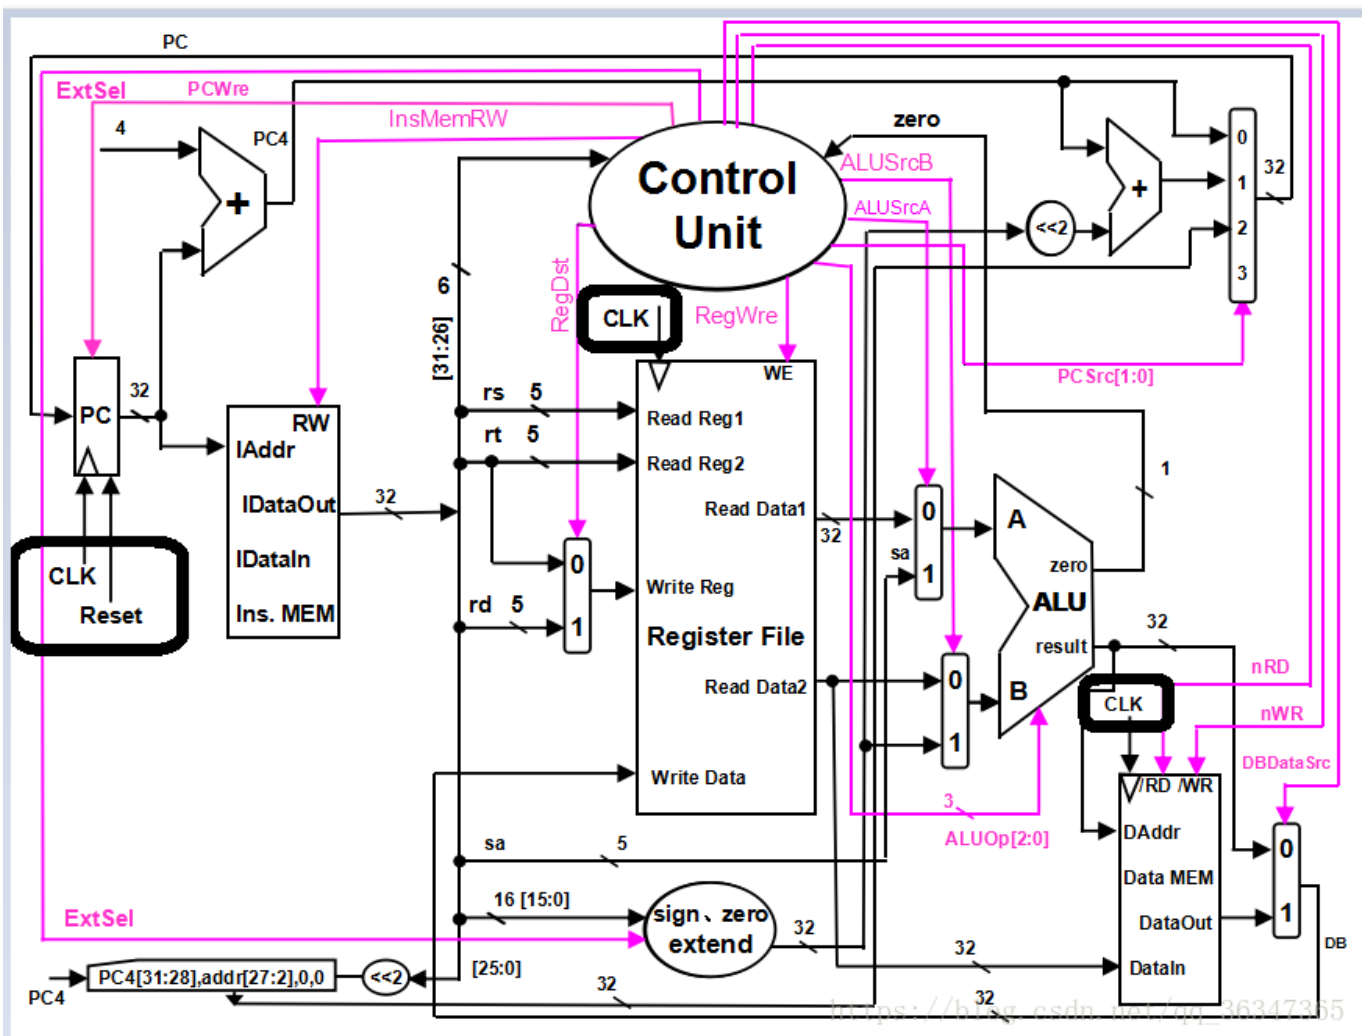 PC
ExtSel
PCWre
InsMemRW
4
PC4
zero
ALUSrcB
ALUSrcA
Control
Unit
+
+
<<2
0
1
2
3
32
6
[31:26]
RegDst
CLK
RegWre
PCSrc[1:0]
WE
PC
32
RW
IAddr
IDataOut
IDataIn
Ins. MEM
32
CLK
Reset
rs 5
rt 5
rd 5
0
1
Read Reg1
Read Reg2
Read Data1
Write Reg
Register File
Read Data2
Write Data
32
sa
0
1
0
1
A
zero
ALU
result
B
1
32
nRD
CLK
nWR
DBDataSrc
/RD /WR
DAddr
Data MEM
DataOut
DataIn
0
1
DB
3
ALUOp[2:0]
sa 5
16 [15:0]
sign、zero
extend
32
ExtSel
[25:0]
<<2
PC4[31:28],addr[27:2],0,0
PC4
32
32
32
https://blog.csdn.net/qq_36347365